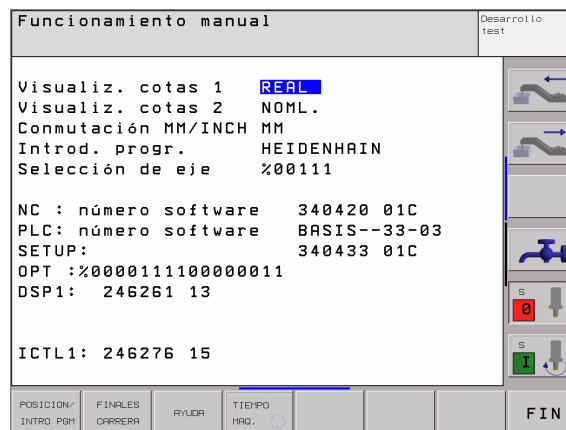 Funcionamiento manual
Desarrollo
test
Visualiz. cotas 1 REAL
Visualiz. cotas 2 NOML.
Conmutación MM/INCH MM
Introd. progr. HEIDENHAIN
Selección de eje %00111
NC : número software 340420 01C
PLC: número software BASIS--33-03
SETUP: 340433 01C
OPT :%0000111100000011
DSP1: 246261 13
ICTL1: 246276 15
S
0
S
I
POSICION/
INTRO PGM
FINALES
CARRERA
AYUDA
TIEMPO
MAQ.
FIN